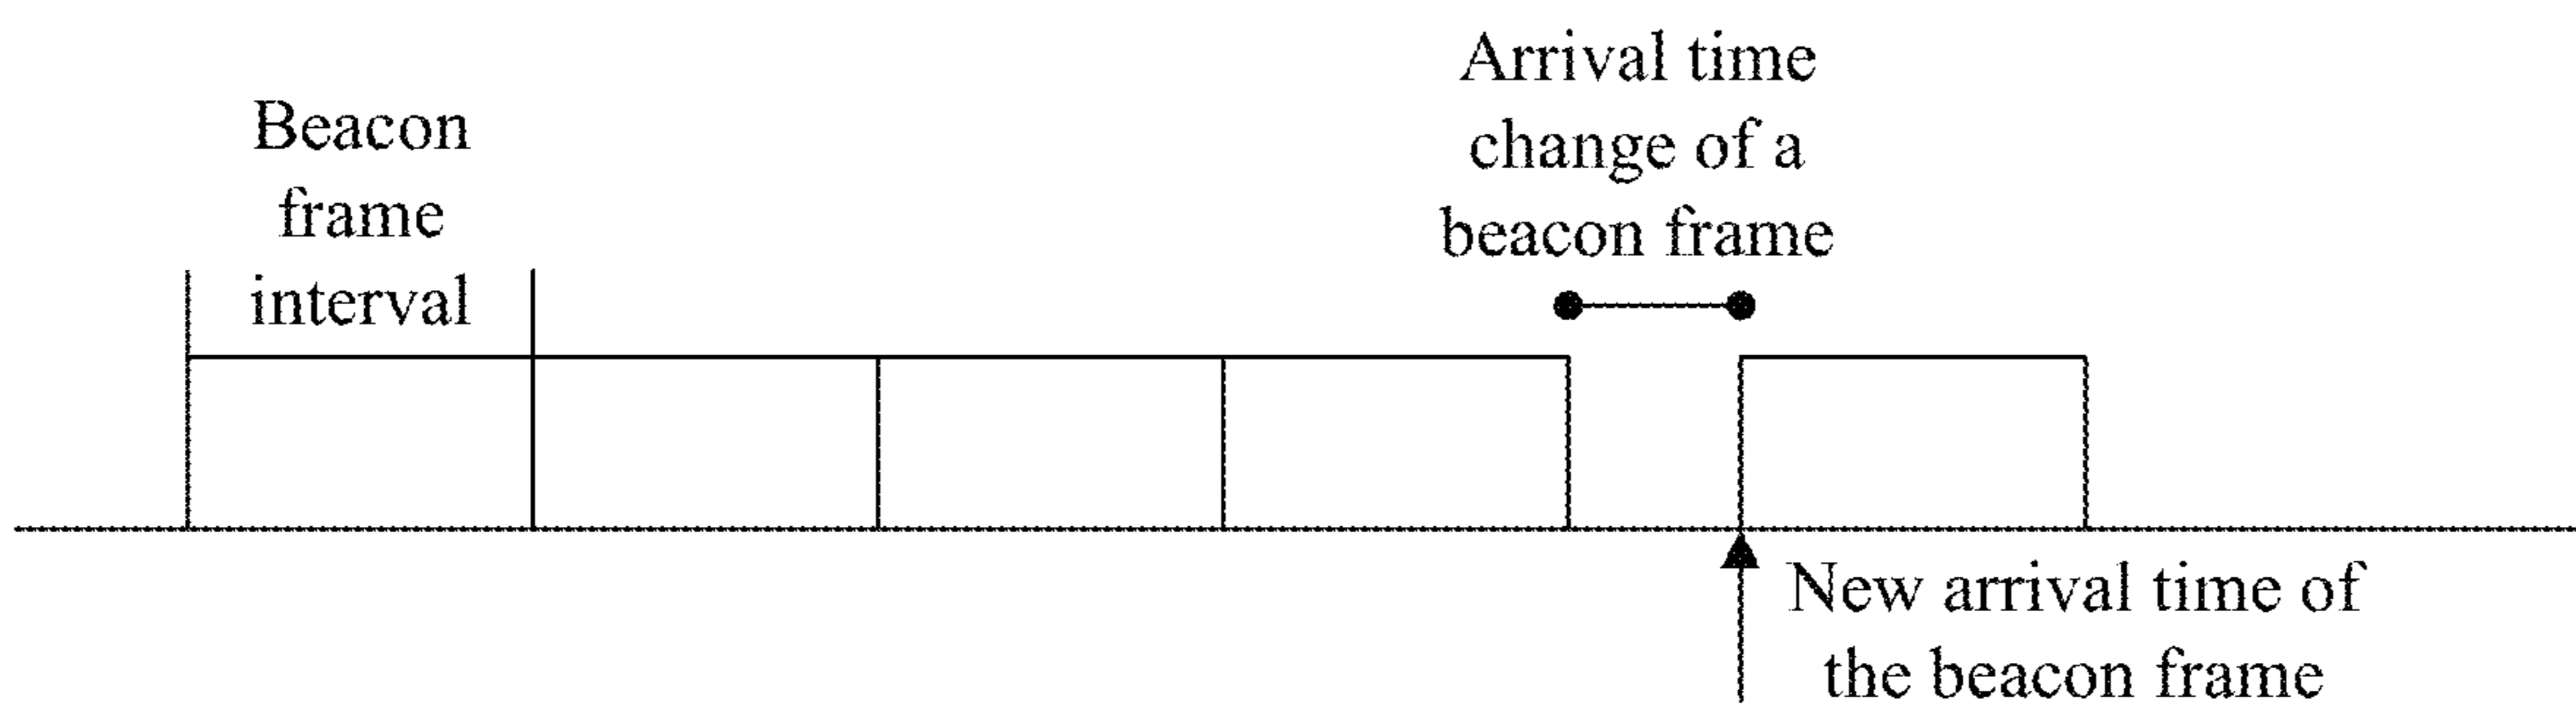 Beacon
frame
interval
Arrival time
change of a
beacon frame
New arrival time of
the beacon frame